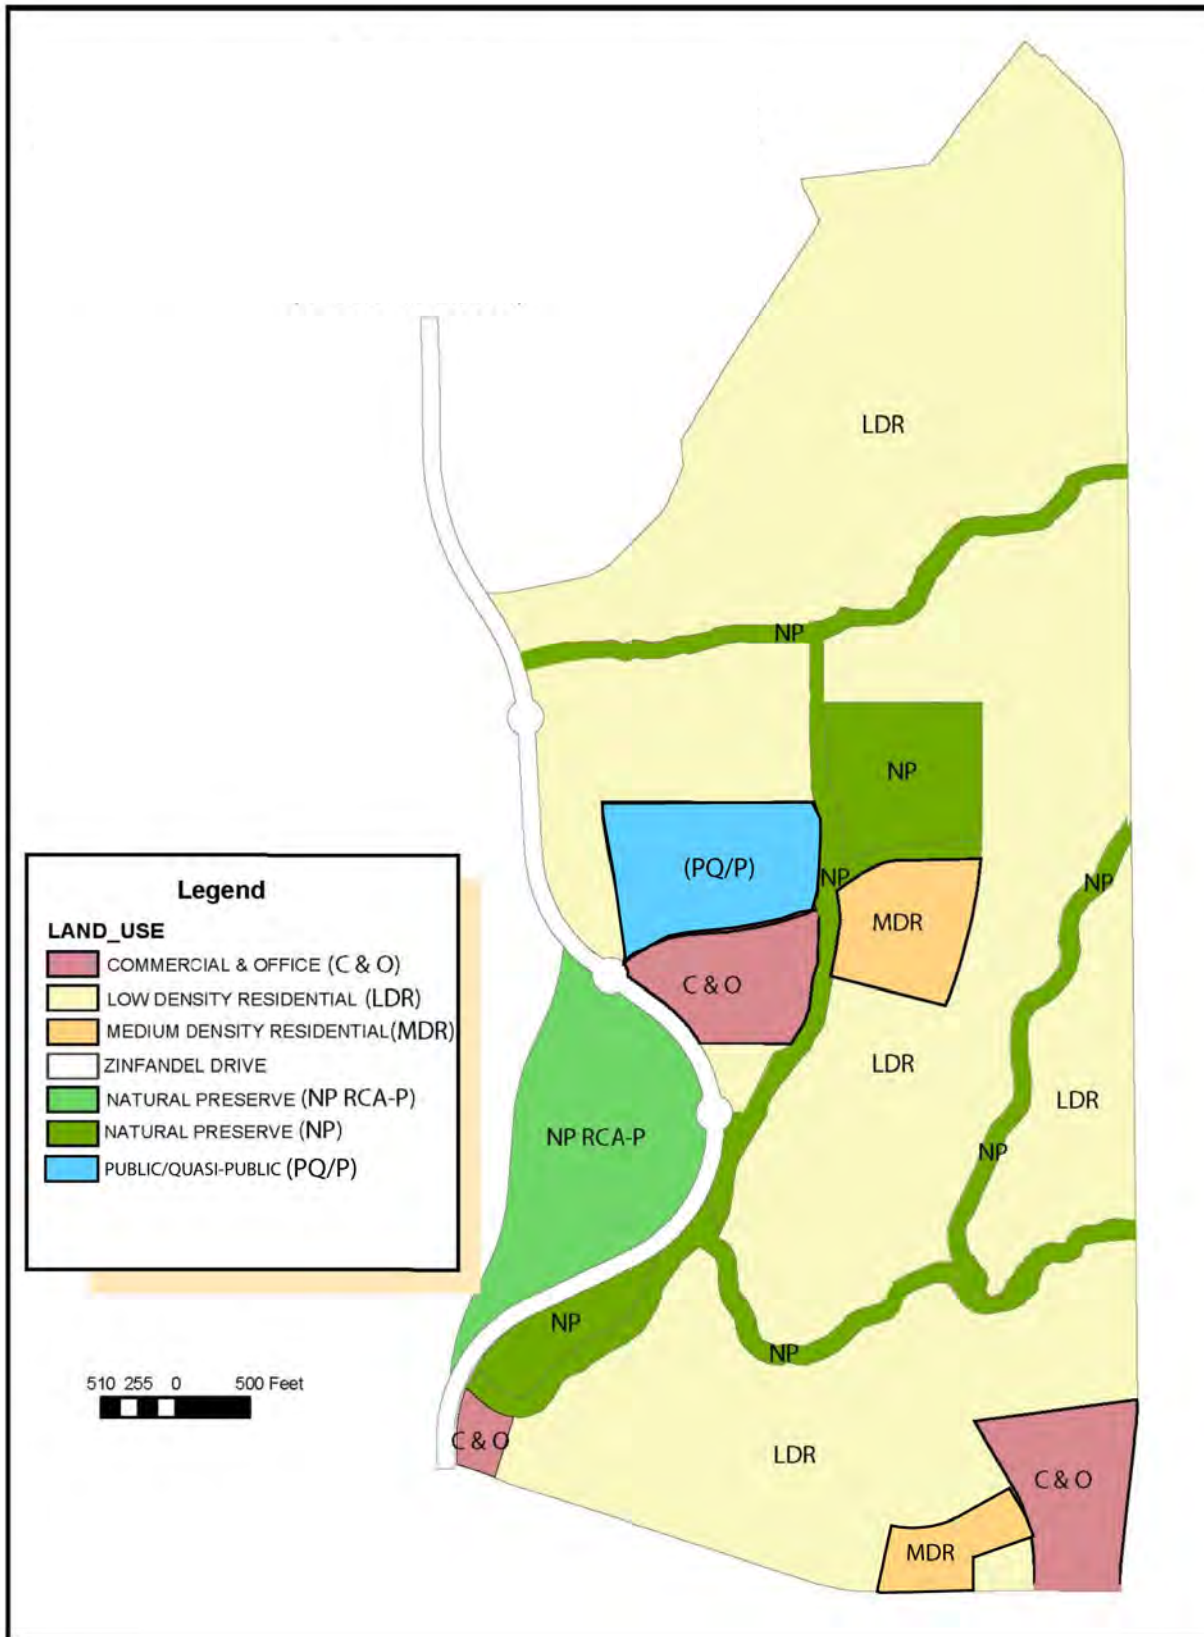 LDR
NP
NP
(PQ/P)
NP
NP
MDR
C & O
LDR
LDR
NP RCA-P
NP
NP
NP
C & O
LDR
C & O
MDR
Legend
LAND_USE
COMMERCIAL & OFFICE (C & O)
LOW DENSITY RESIDENTIAL (LDR)
MEDIUM DENSITY RESIDENTIAL(MDR)
ZINFANDEL DRIVE
NATURAL PRESERVE (NP RCA-P)
NATURAL PRESERVE (NP)
PUBLIC/QUASI-PUBLIC (PQ/P)
510 255 0 500 Feet